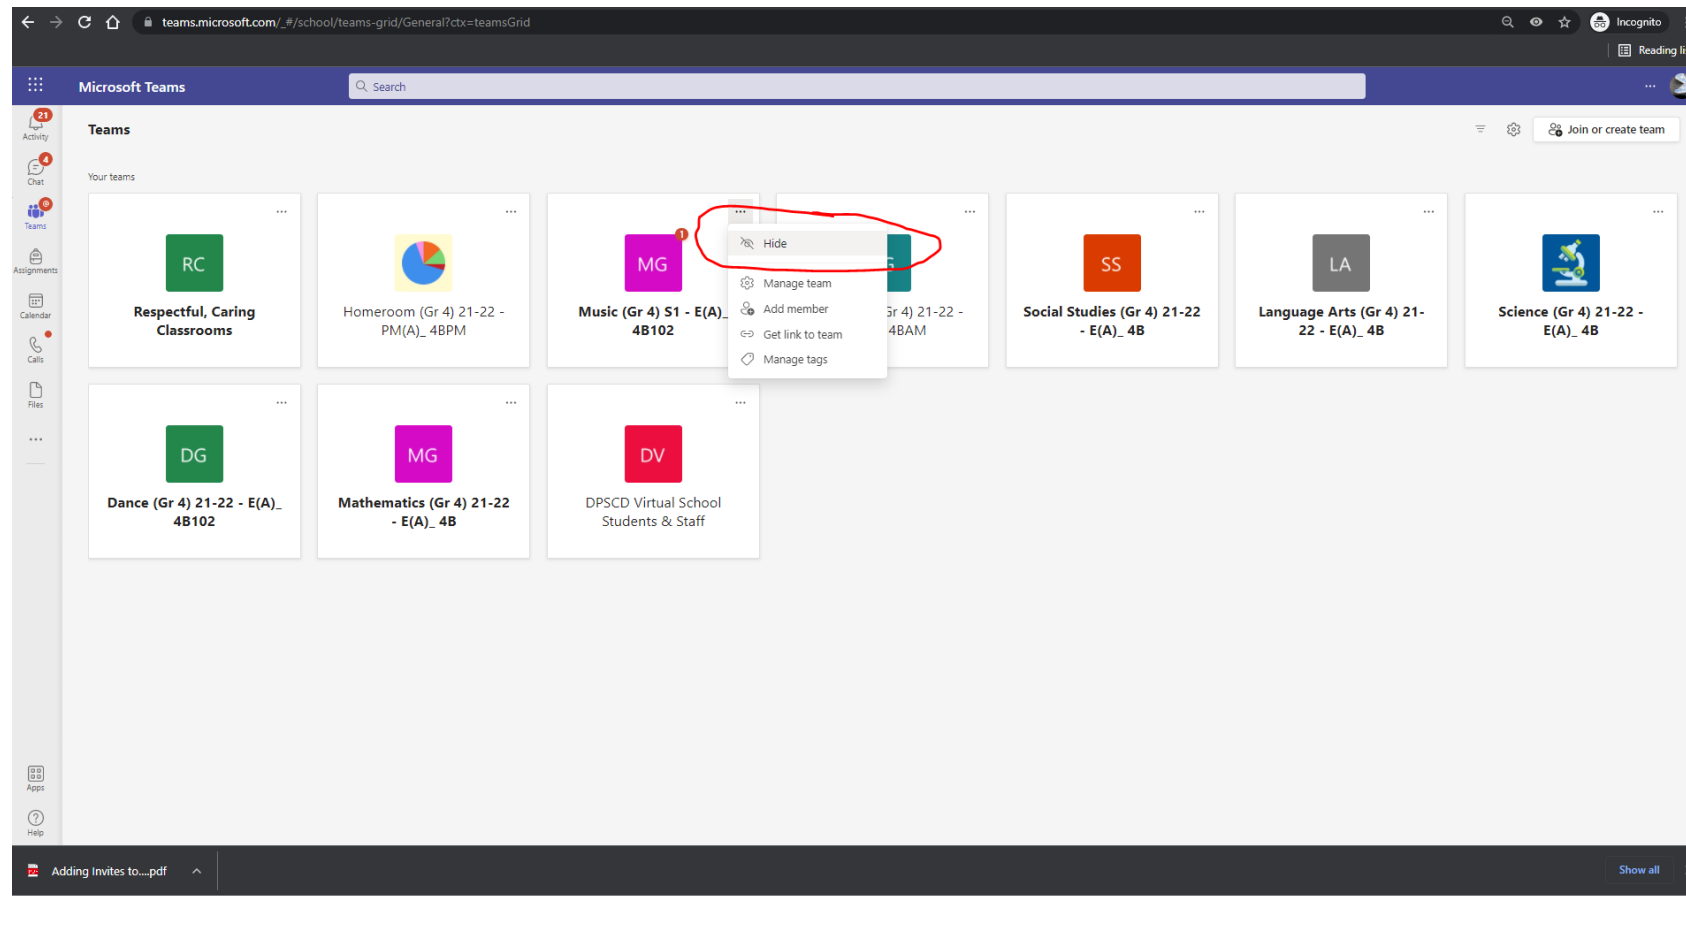 teams.microsoft.com/_#/school/teams-grid/General?ctx=teamsGrid
Incognito
Reading li
Microsoft Teams
Search
21
Activity
Teams
Join or create team
4
Chat
Your teams
Teams
Assignments
Calendar
Calls
Files
RC
Respectful, Caring
Classrooms
Homeroom (Gr 4) 21-22 -
PM(A)_ 4BPM
1
MG
Music (Gr 4) S1 - E(A)_
4B102
Hide
Manage team
Add member
Get link to team
Manage tags
Gr 4) 21-22 -
4BAM
SS
Social Studies (Gr 4) 21-22
- E(A)_ 4B
LA
Language Arts (Gr 4) 21-
22 - E(A)_ 4B
Science (Gr 4) 21-22 -
E(A)_ 4B
DG
Dance (Gr 4) 21-22 - E(A)_
4B102
MG
Mathematics (Gr 4) 21-22
- E(A)_ 4B
DV
DPSCD Virtual School
Students & Staff
Apps
Help
Adding Invites to....pdf
Show all